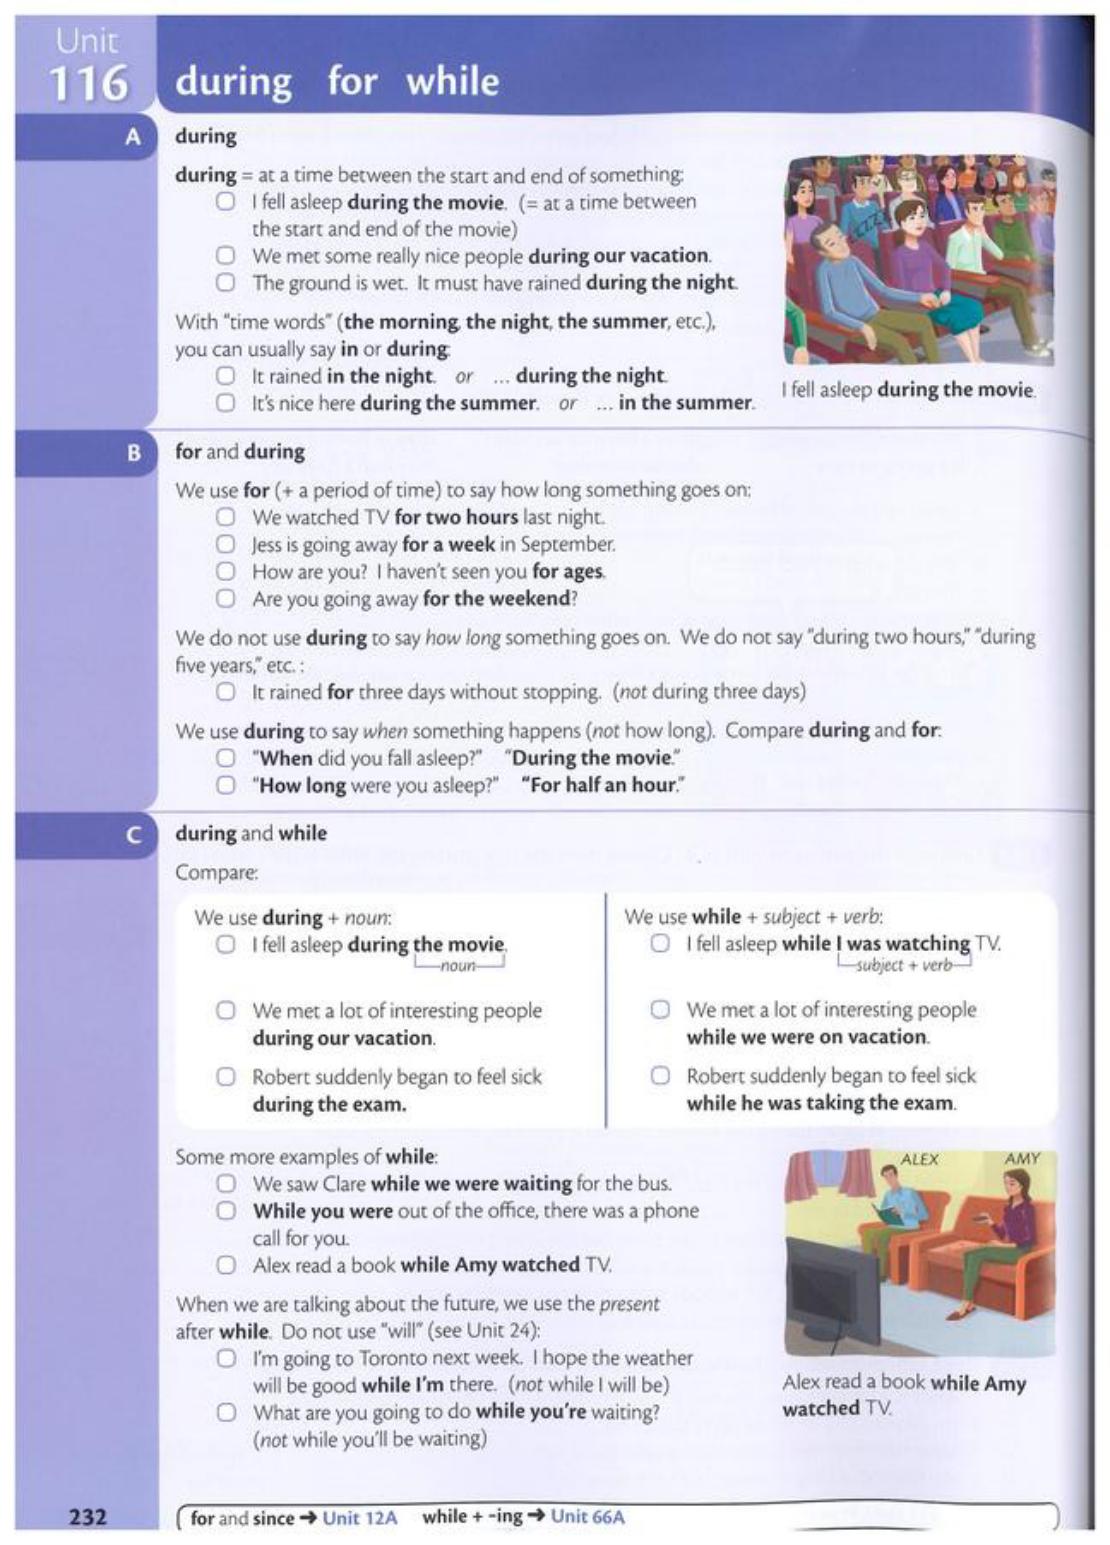 Unit
116
during for while
A
during
during = at a time between the start and end of something:
I fell asleep during the movie. (= at a time between
the start and end of the movie)
We met some really nice people during our vacation.
The ground is wet. It must have rained during the night.
With "time words" (the morning, the night, the summer, etc.),
you can usually say in or during:
It rained in the night. or ... during the night.
It's nice here during the summer. or ... in the summer.
zzzz
I fell asleep during the movie.
B
for and during
We use for (+ a period of time) to say how long something goes on:
We watched TV for two hours last night.
Jess is going away for a week in September.
How are you? I haven't seen you for ages.
Are you going away for the weekend?
We do not use during to say how long something goes on. We do not say "during two hours," "during
five years," etc. :
It rained for three days without stopping. (not during three days)
We use during to say when something happens (not how long). Compare during and for:
"When did you fall asleep?" "During the movie."
"How long were you asleep?" "For half an hour."
C
during and while
Compare:
We use during + noun:
I fell asleep during the movie.
noun
We met a lot of interesting people
during our vacation.
Robert suddenly began to feel sick
during the exam.
We use while + subject + verb:
I fell asleep while I was watching TV.
subject + verb
We met a lot of interesting people
while we were on vacation.
Robert suddenly began to feel sick
while he was taking the exam.
Some more examples of while:
We saw Clare while we were waiting for the bus.
While you were out of the office, there was a phone
call for you.
Alex read a book while Amy watched TV.
When we are talking about the future, we use the present
after while. Do not use "will" (see Unit 24):
I'm going to Toronto next week. I hope the weather
will be good while I'm there. (not while I will be)
What are you going to do while you're waiting?
(not while you'll be waiting)
ALEX AMY
Alex read a book while Amy
watched TV.
232
for and since ➜ Unit 12A while + -ing ➜ Unit 66A